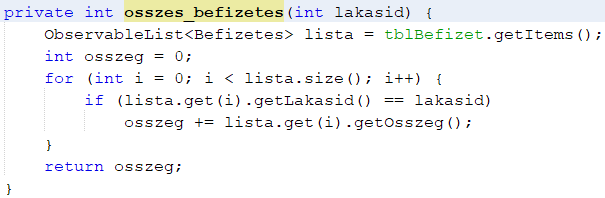 private int osszes_befizetes(int lakasid) {
    ObservableList<Befizetes> lista = tblBefizet.getItems();
    int osszeg = 0;
    for (int i = 0; i < lista.size(); i++) {
        if (lista.get(i).getLakasid() == lakasid)
            osszeg += lista.get(i).getOsszeg();
    }
    return osszeg;
}